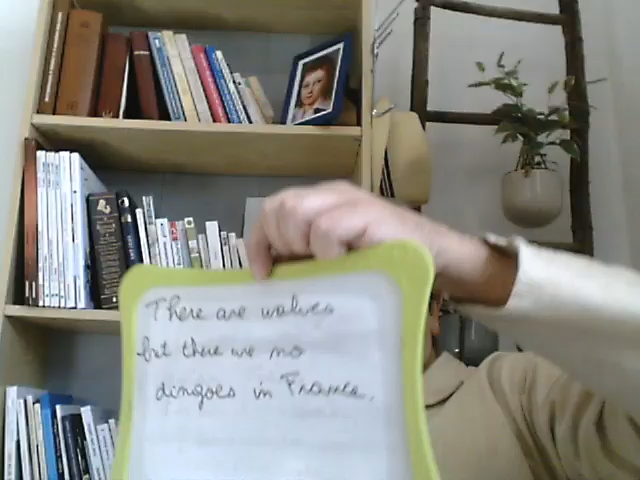 There are wolves
but there are no
dingoes in France.